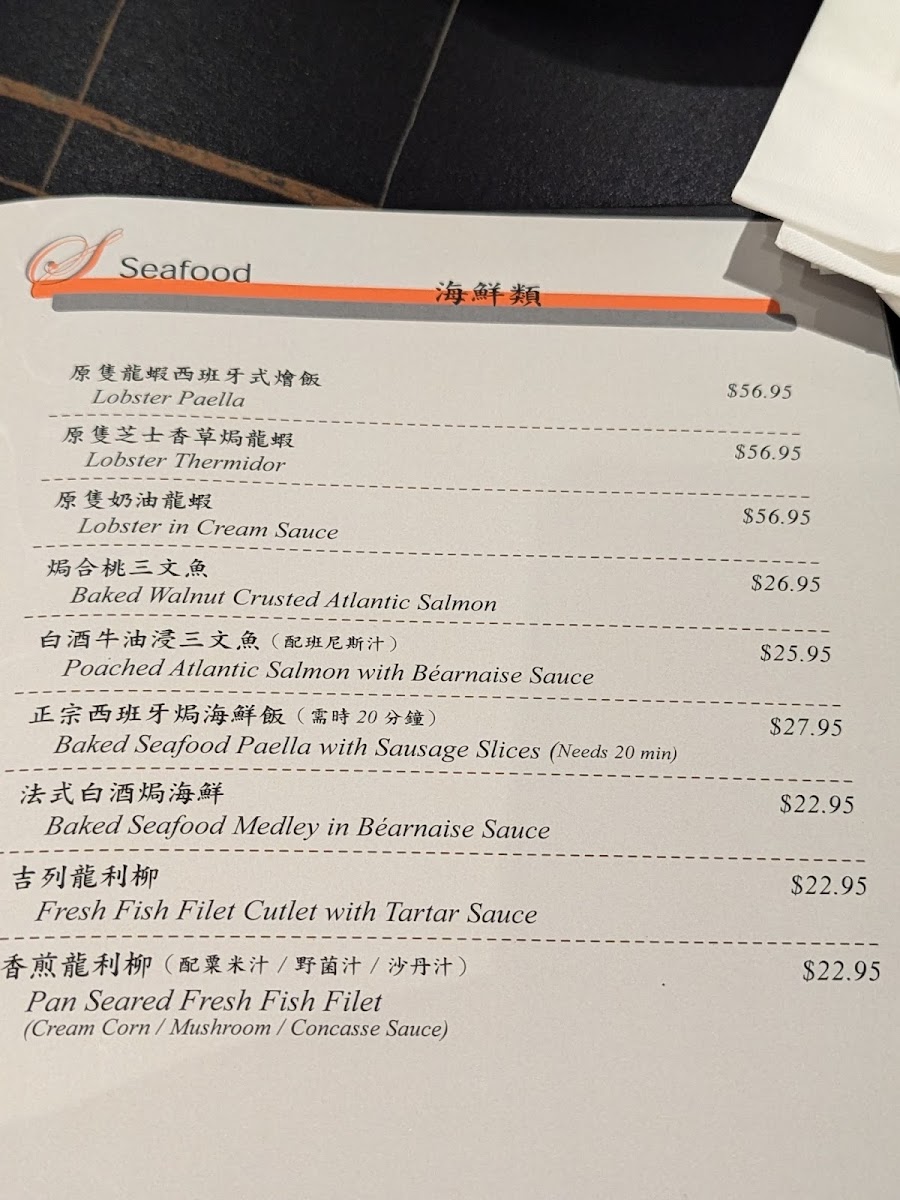 S Seafood 海鮮類
原隻龍蝦西班牙式燴飯
Lobster Paella $56.95
原隻芝士香草焗龍蝦
Lobster Thermidor $56.95
原隻奶油龍蝦
Lobster in Cream Sauce $56.95
焗合桃三文魚
Baked Walnut Crusted Atlantic Salmon $26.95
白酒牛油浸三文魚（配班尼斯汁）
Poached Atlantic Salmon with Béarnaise Sauce $25.95
正宗西班牙焗海鮮飯（需時 20 分鐘）
Baked Seafood Paella with Sausage Slices (Needs 20 min) $27.95
法式白酒焗海鮮
Baked Seafood Medley in Béarnaise Sauce $22.95
吉列龍利柳
Fresh Fish Filet Cutlet with Tartar Sauce $22.95
香煎龍利柳（配粟米汁 / 野菌汁 / 沙丹汁） $22.95
Pan Seared Fresh Fish Filet
(Cream Corn / Mushroom / Concasse Sauce)